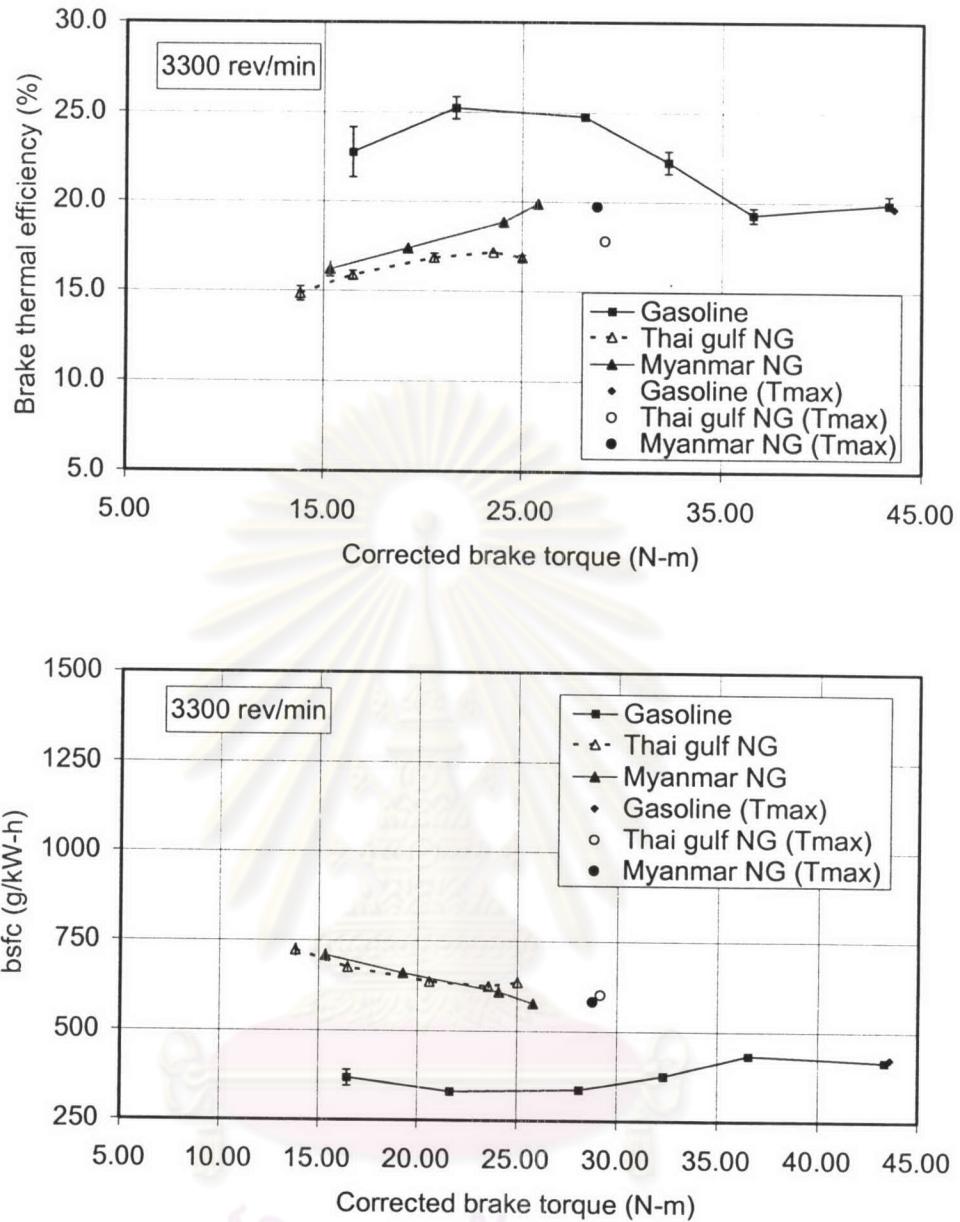 30.0
25.0
20.0
15.0
10.0
5.0
Brake thermal efficiency (%)
3300 rev/min
Gasoline
Thai gulf NG
Myanmar NG
Gasoline (Tmax)
Thai gulf NG (Tmax)
Myanmar NG (Tmax)
5.00 15.00 25.00 35.00 45.00
Corrected brake torque (N-m)
1500
1250
1000
750
500
250
bsfc (g/kW-h)
3300 rev/min
Gasoline
Thai gulf NG
Myanmar NG
Gasoline (Tmax)
Thai gulf NG (Tmax)
Myanmar NG (Tmax)
5.00 10.00 15.00 20.00 25.00 30.00 35.00 40.00 45.00
Corrected brake torque (N-m)